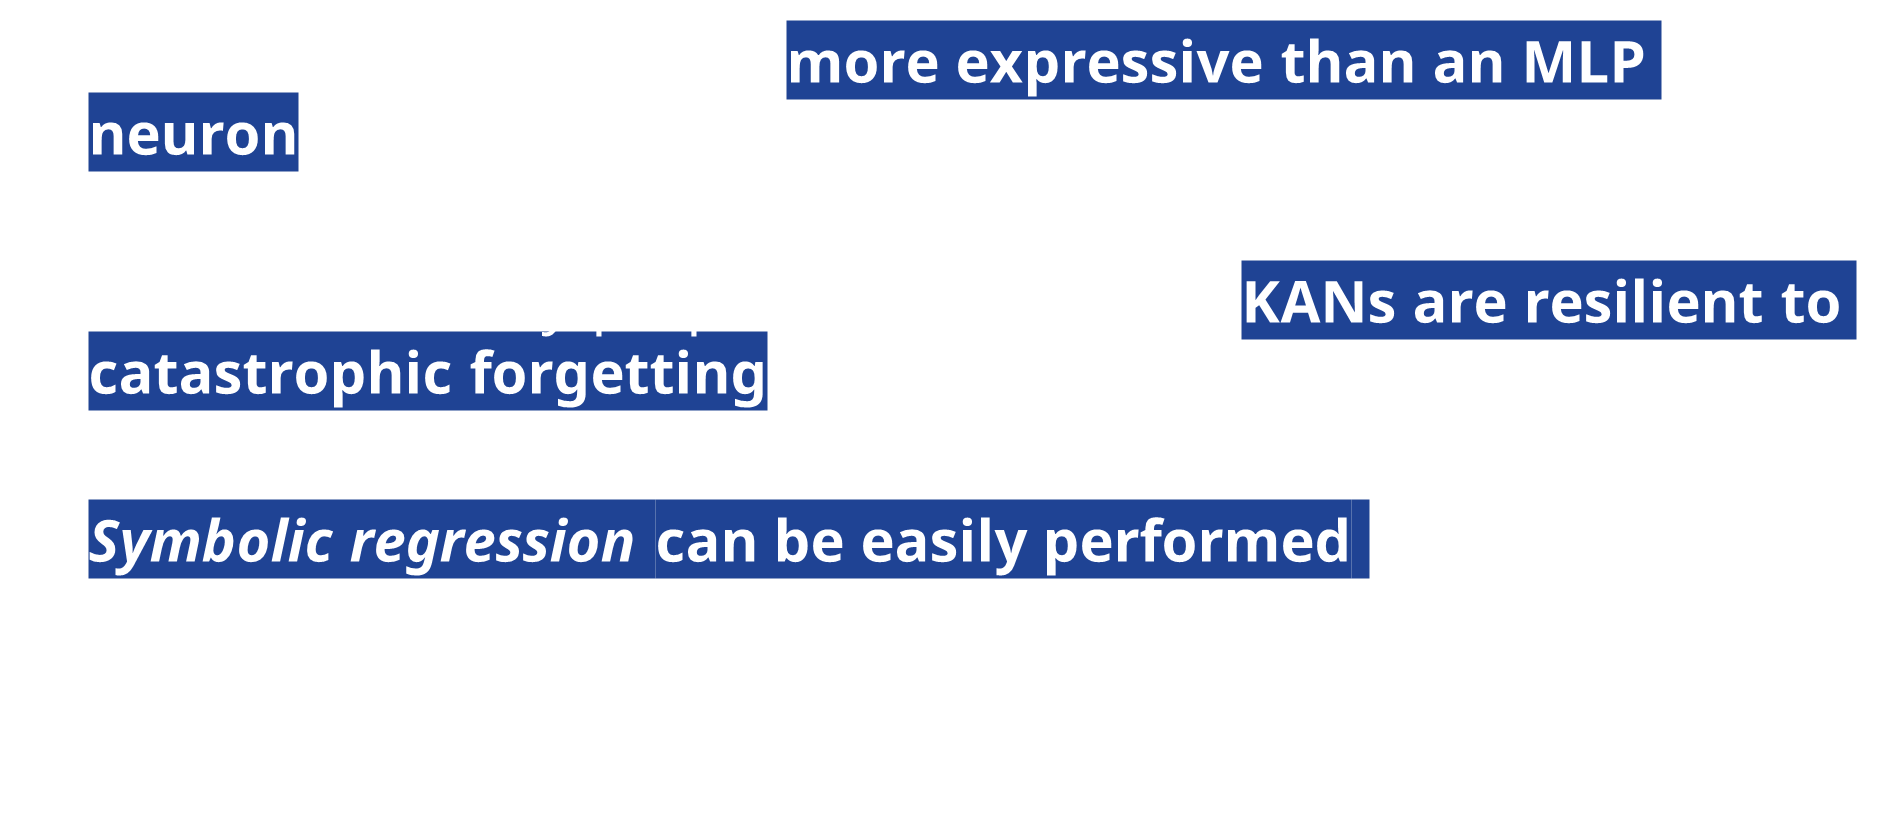 more expressive than an MLP
neuron
KANs are resilient to
catastrophic forgetting
Symbolic regression can be easily performed